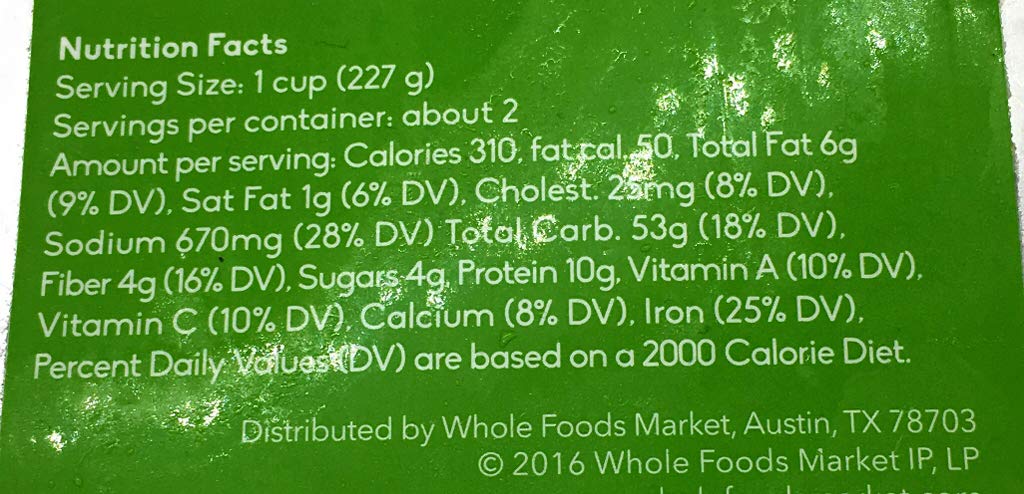 Nutrition Facts
Serving Size: 1 cup (227 g)
Servings per container: about 2
Amount per serving: Calories 310, fat cal 50, Total Fat 6g
(9% DV), Sat Fat 1g (6% DV), Cholest. 25mg (8% DV),
Sodium 670mg (28% DV) Total Carb. 53g (18% DV),
Fiber 4g (16% DV), Sugars 4g, Protein 10g, Vitamin A (10% DV),
Vitamin C (10% DV), Calcium (8% DV), Iron (25% DV),
Percent Daily Values (DV) are based on a 2000 Calorie Diet.
Distributed by Whole Foods Market, Austin, TX 78703
© 2016 Whole Foods Market IP, LP